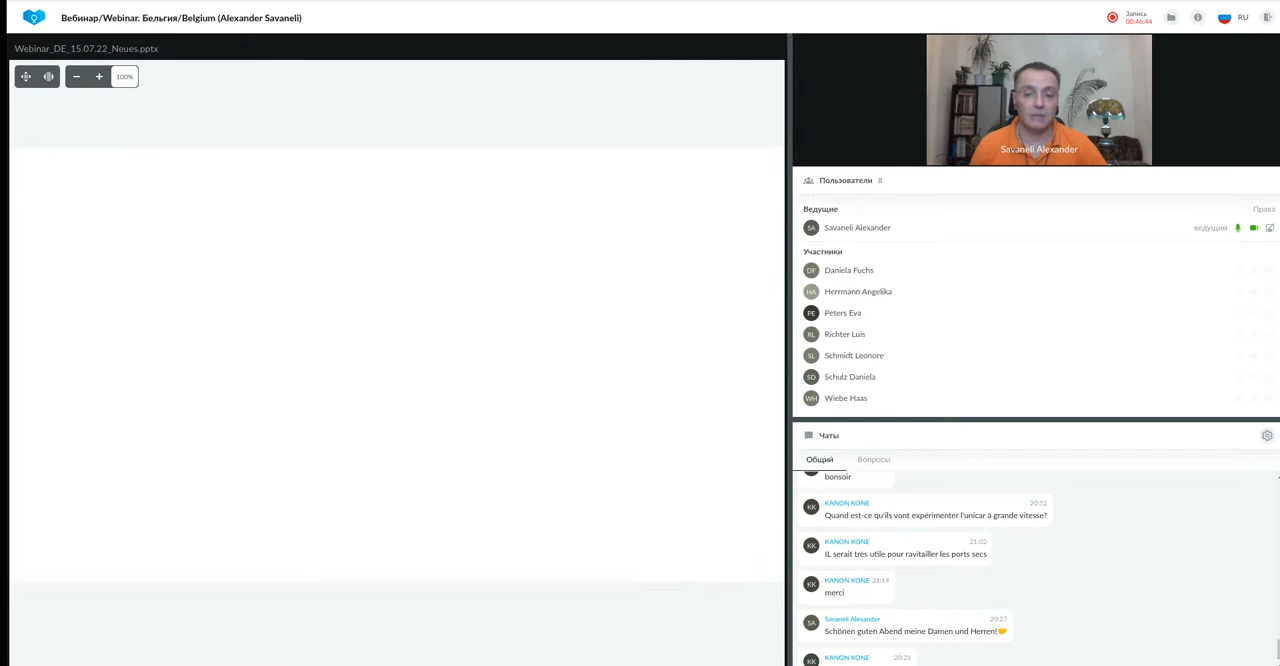 Вебинар/Webinar. Бельгия/Belgium (Alexander Savaneli)
Запись
00:46:44
RU
Webinar_DE_15.07.22_Neues.pptx
100%
Savaneli Alexander
Пользователи 8
Ведущие
Права
SA Savaneli Alexander ведущий
Участники
DF Daniela Fuchs
HA Herrmann Angelika
PE Peters Eva
RL Richter Luis
SL Schmidt Leonore
SD Schulz Daniela
WH Wiebe Haas
Чаты
Общий Вопросы
bonsoir
KK KANON KONE 20:52
Quand est-ce qu'ils vont expérimenter l'unicar à grande vitesse?
KK KANON KONE 21:02
IL serait très utile pour ravitailler les ports secs
KK KANON KONE 21:19
merci
SA Savaneli Alexander 20:27
Schönen guten Abend meine Damen und Herren!🤝
KK KANON KONE 20:26